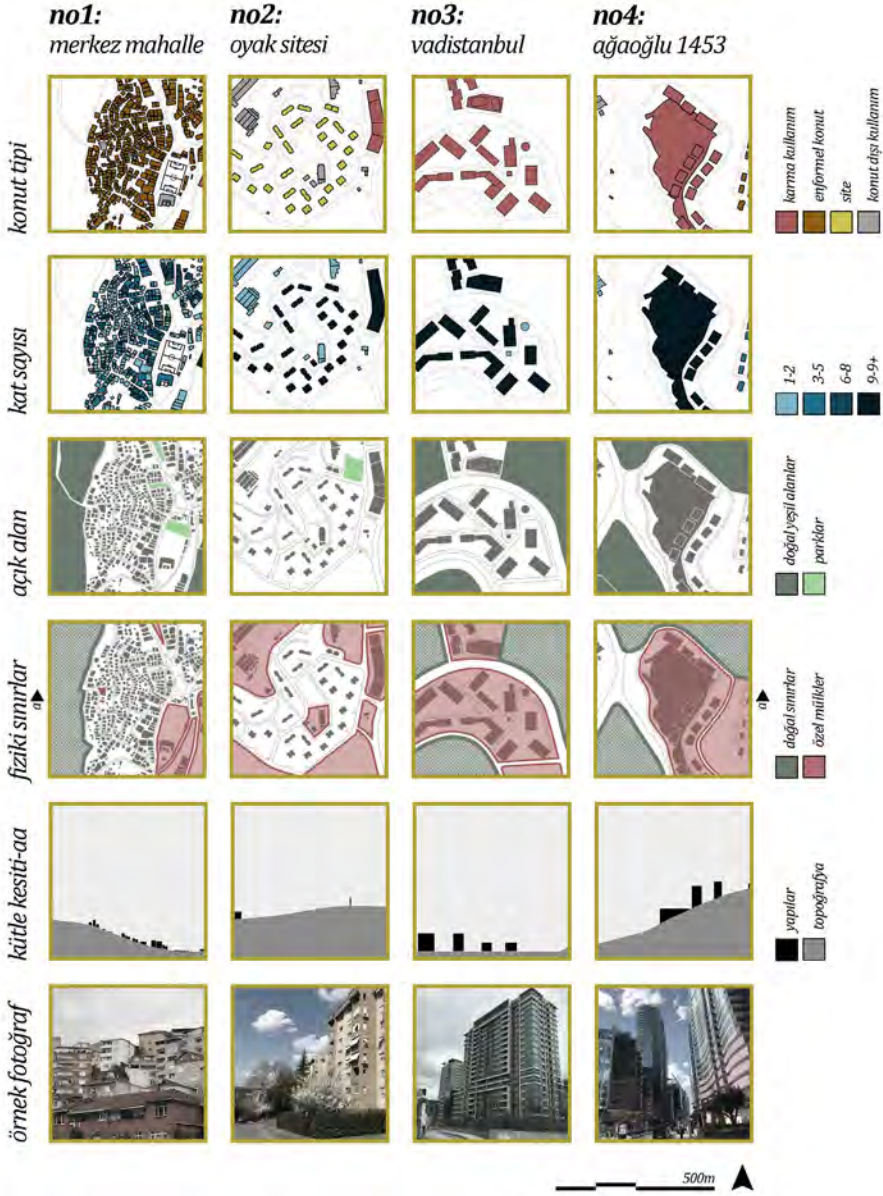 no1:
merkez mahalle
no2:
oyak sitesi
no3:
vadistanbul
no4:
ağaoğlu 1453
konut tipi
karma kullanım
enformel konut
site
konut dışı kullanım
kat sayısı
1-2
3-5
6-8
9-9+
açık alan
doğal yeşil alanlar
parklar
fiziki sınırlar
a
a
doğal sınırlar
özel mülkler
kütle kesiti-aa
yapılar
topoğrafya
örnek fotoğraf
500m